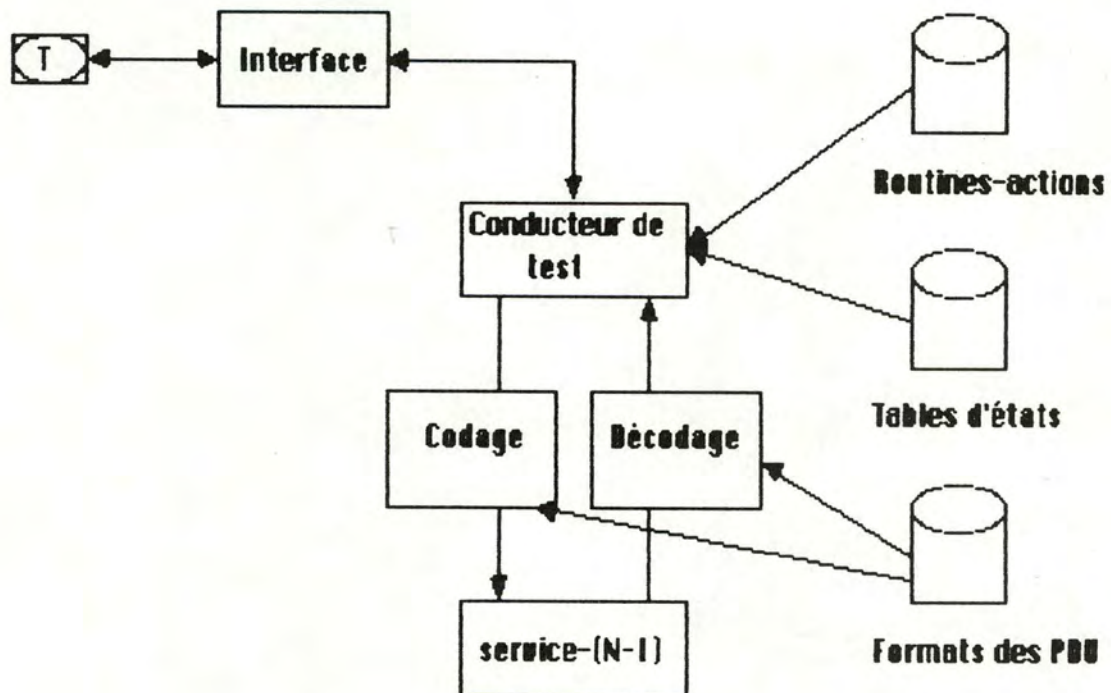 T
Interface
Routines-actions
Conducteur de
test
Tables d'états
Codage
Décodage
Formats des PDU
service-(N-1)